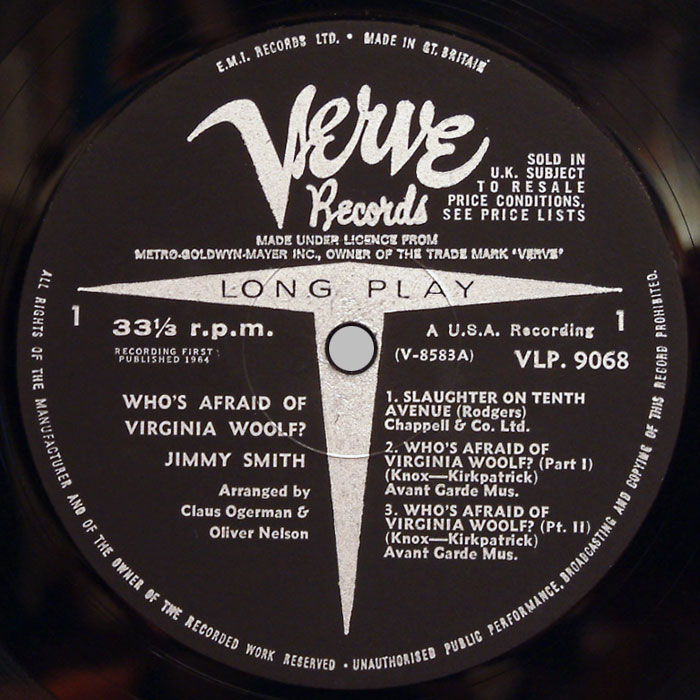 E.M.I. RECORDS LTD. • MADE IN GT. BRITAIN
Verve
Records
SOLD IN
U.K. SUBJECT
TO RESALE
PRICE CONDITIONS,
SEE PRICE LISTS
MADE UNDER LICENCE FROM
METRO-GOLDWYN-MAYER INC., OWNER OF THE TRADE MARK "VERVE"
LONG PLAY
1
33⅓ r.p.m.
RECORDING FIRST
PUBLISHED 1964
A U.S.A. Recording
1
(V-8583A)
VLP. 9068
WHO'S AFRAID OF
VIRGINIA WOOLF?
JIMMY SMITH
Arranged by
Claus Ogerman &
Oliver Nelson
1. SLAUGHTER ON TENTH
AVENUE (Rodgers)
Chappell & Co. Ltd.
2. WHO'S AFRAID OF
VIRGINIA WOOLF? (Part I)
(Knox—Kirkpatrick)
Avant Garde Mus.
3. WHO'S AFRAID OF
VIRGINIA WOOLF? (Pt. II)
(Knox—Kirkpatrick)
Avant Garde Mus.
ALL RIGHTS OF THE MANUFACTURER AND OF THE OWNER OF THE RECORDED WORK RESERVED • UNAUTHORISED PUBLIC PERFORMANCE, BROADCASTING AND COPYING OF THIS RECORD PROHIBITED.